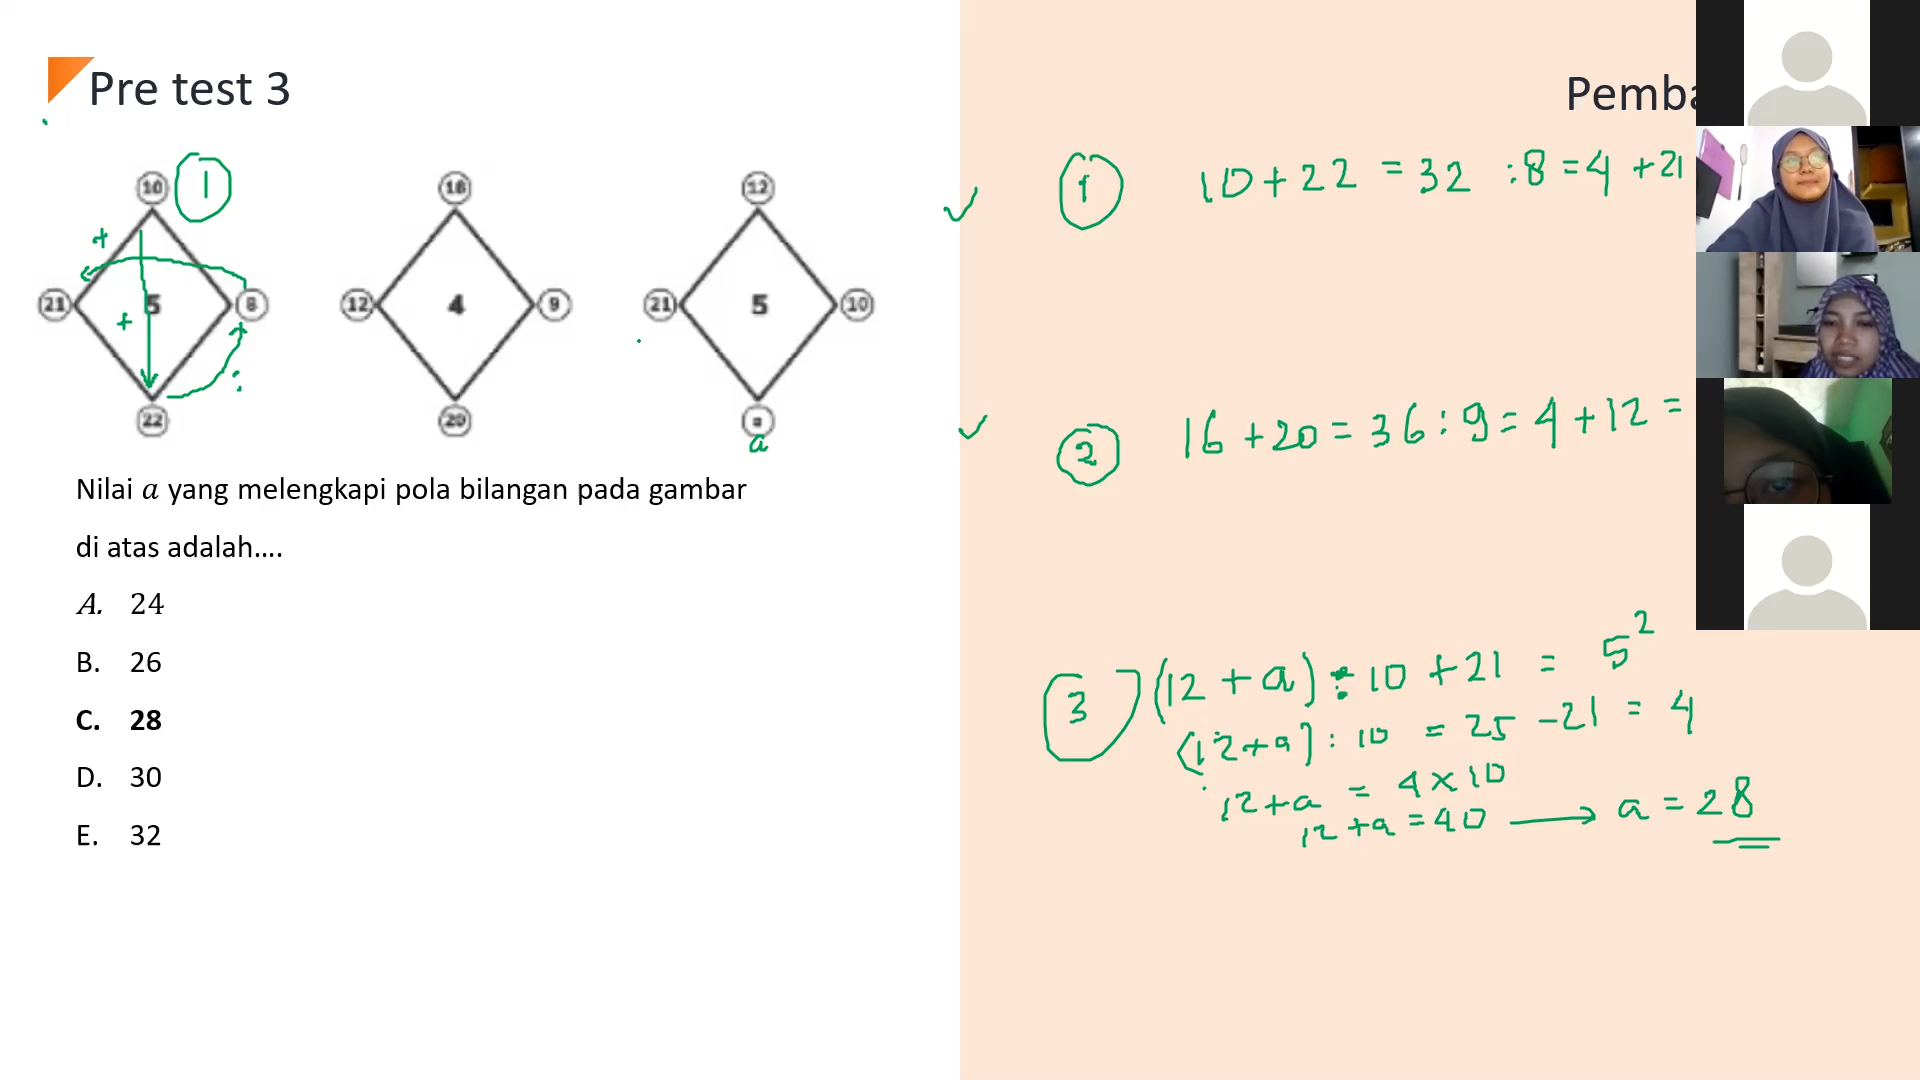 Pre test 3
10
1
16
12
21
5
8
12
4
9
21
5
10
22
20
a
+
+
:
Nilai a yang melengkapi pola bilangan pada gambar
di atas adalah....
A. 24
B. 26
C. 28
D. 30
E. 32
Pemba
1 10 + 22 = 32 : 8 = 4 + 21
2 16 + 20 = 36 : 9 = 4 + 12 =
3 (12 + a) : 10 + 21 = 5²
(12 + a) : 10 = 25 - 21 = 4
12 + a = 4 × 10
12 + a = 40 → a = 28